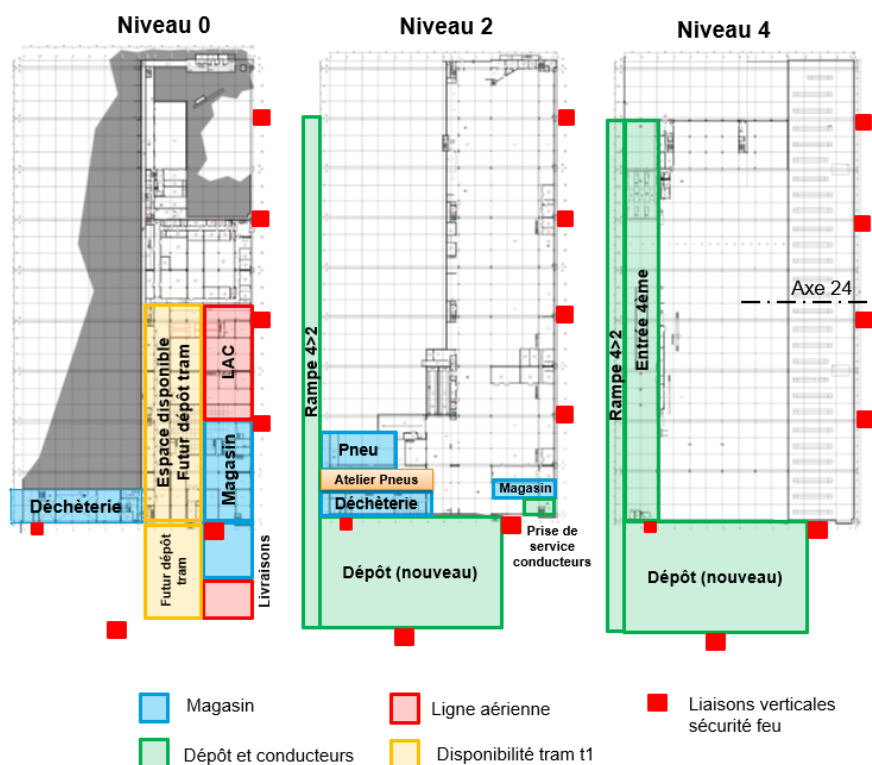 Niveau 0
Niveau 2
Niveau 4
Espace disponible
Futur dépôt tram
LAC
Magasin
Déchèterie
Futur dépôt
tram
Livraisons
Rampe 4>2
Pneu
Atelier Pneus
Déchèterie
Magasin
Prise de
service
conducteurs
Dépôt (nouveau)
Rampe 4>2
Entrée 4ème
Axe 24
Dépôt (nouveau)
Magasin
Ligne aérienne
Liaisons verticales
sécurité feu
Dépôt et conducteurs
Disponibilité tram t1